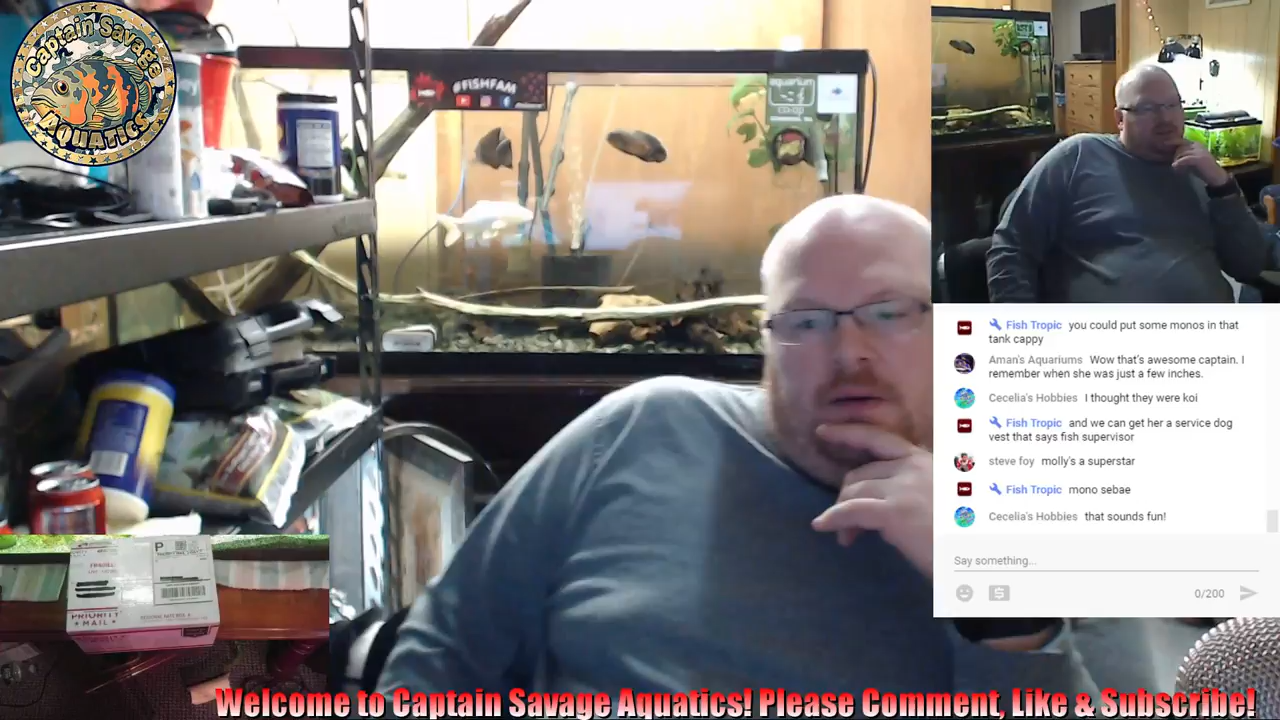 Captain Savage
AQUATICS
#FISHFAM
aquarium
co-op
PRIORITY
★ MAIL ★
P
Fish Tropic you could put some monos in that
tank cappy
Aman's Aquariums Wow that's awesome captain. I
remember when she was just a few inches.
Cecelia's Hobbies I thought they were koi
Fish Tropic and we can get her a service dog
vest that says fish supervisor
steve foy molly's a superstar
Fish Tropic mono sebae
Cecelia's Hobbies that sounds fun!
Say something...
0/200
Welcome to Captain Savage Aquatics! Please Comment, Like & Subscribe!